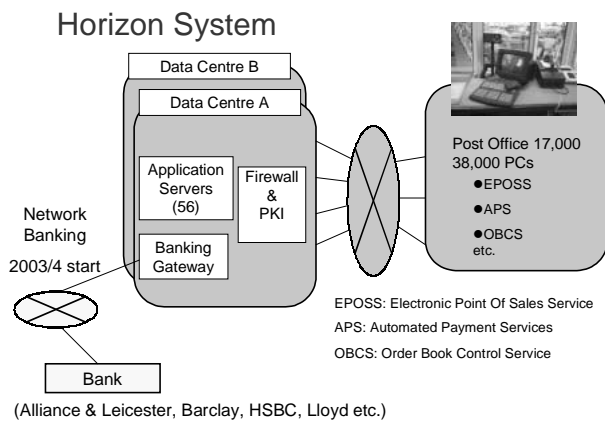 Horizon System
Data Centre B
Data Centre A
Application
Servers
(56)
Firewall
&
PKI
Banking
Gateway
Network
Banking
2003/4 start
Bank
(Alliance & Leicester, Barclay, HSBC, Lloyd etc.)
Post Office 17,000
38,000 PCs
●EPOSS
●APS
●OBCS
etc.
EPOSS: Electronic Point Of Sales Service
APS: Automated Payment Services
OBCS: Order Book Control Service